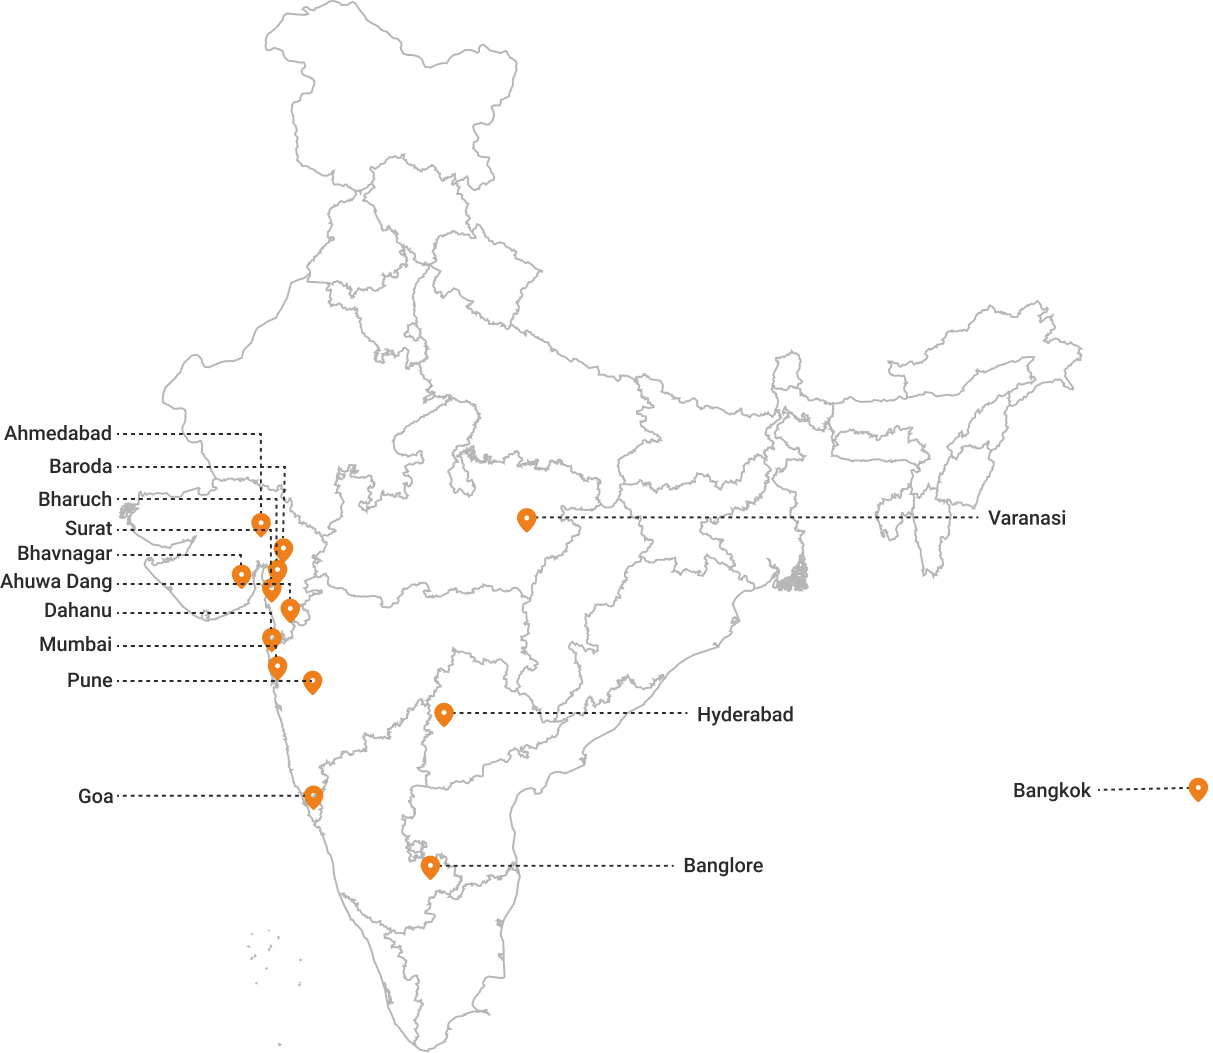 Ahmedabad
Baroda
Bharuch
Surat
Varanasi
Bhavnagar
Ahuwa Dang
Dahanu
Mumbai
Pune
Hyderabad
Goa
Bangkok
Banglore